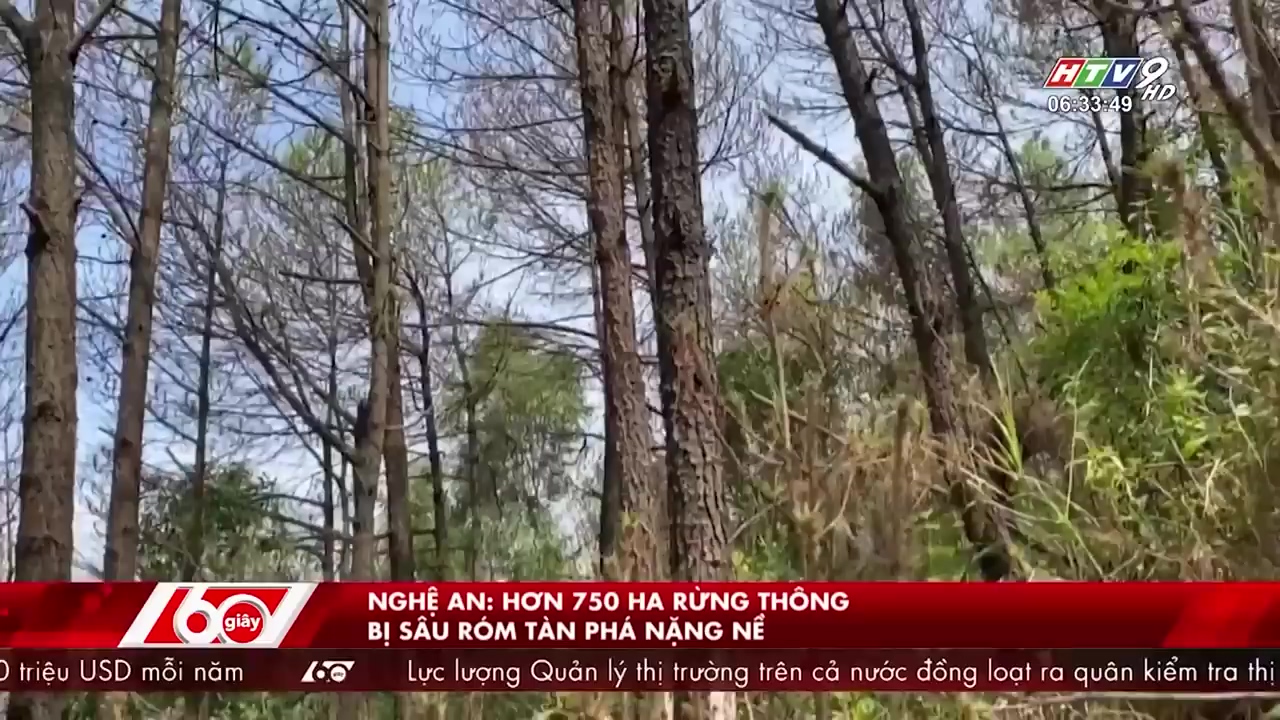 HTV9 HD
06:33:49
60 giây
NGHỆ AN: HƠN 750 HA RỪNG THÔNG
BỊ SÂU RÓM TÀN PHÁ NẶNG NỀ
0 triệu USD mỗi năm 60 giây Lực lượng Quản lý thị trường trên cả nước đồng loạt ra quân kiểm tra thị